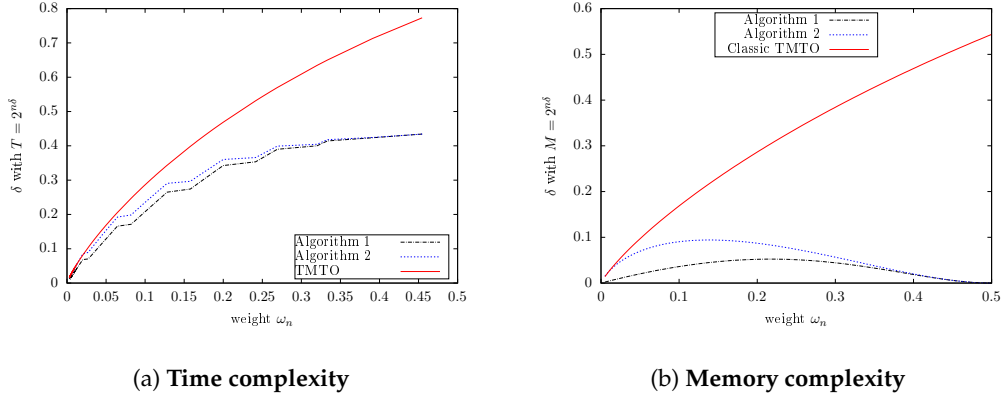 0.8
0.7
0.6
0.5
0.4
0.3
0.2
0.1
0
δ with T = 2^{nδ}
0 0.05 0.1 0.15 0.2 0.25 0.3 0.35 0.4 0.45 0.5
weight ω_n
Algorithm 1
Algorithm 2
TMTO
(a) Time complexity
0.6
0.5
0.4
0.3
0.2
0.1
0
δ with M = 2^{nδ}
0 0.1 0.2 0.3 0.4 0.5
weight ω_n
Algorithm 1
Algorithm 2
Classic TMTO
(b) Memory complexity